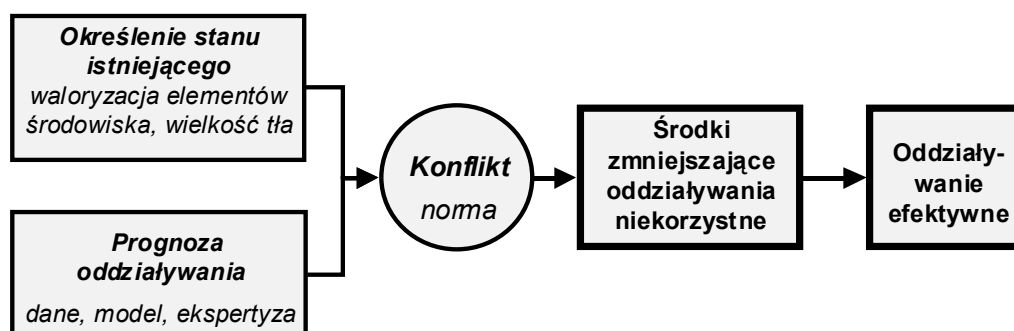 Określenie stanu
istniejącego
waloryzacja elementów
środowiska, wielkość tła
Prognoza
oddziaływania
dane, model, ekspertyza
Konflikt
norma
Środki
zmniejszające
oddziaływania
niekorzystne
Oddziały-
wanie
efektywne